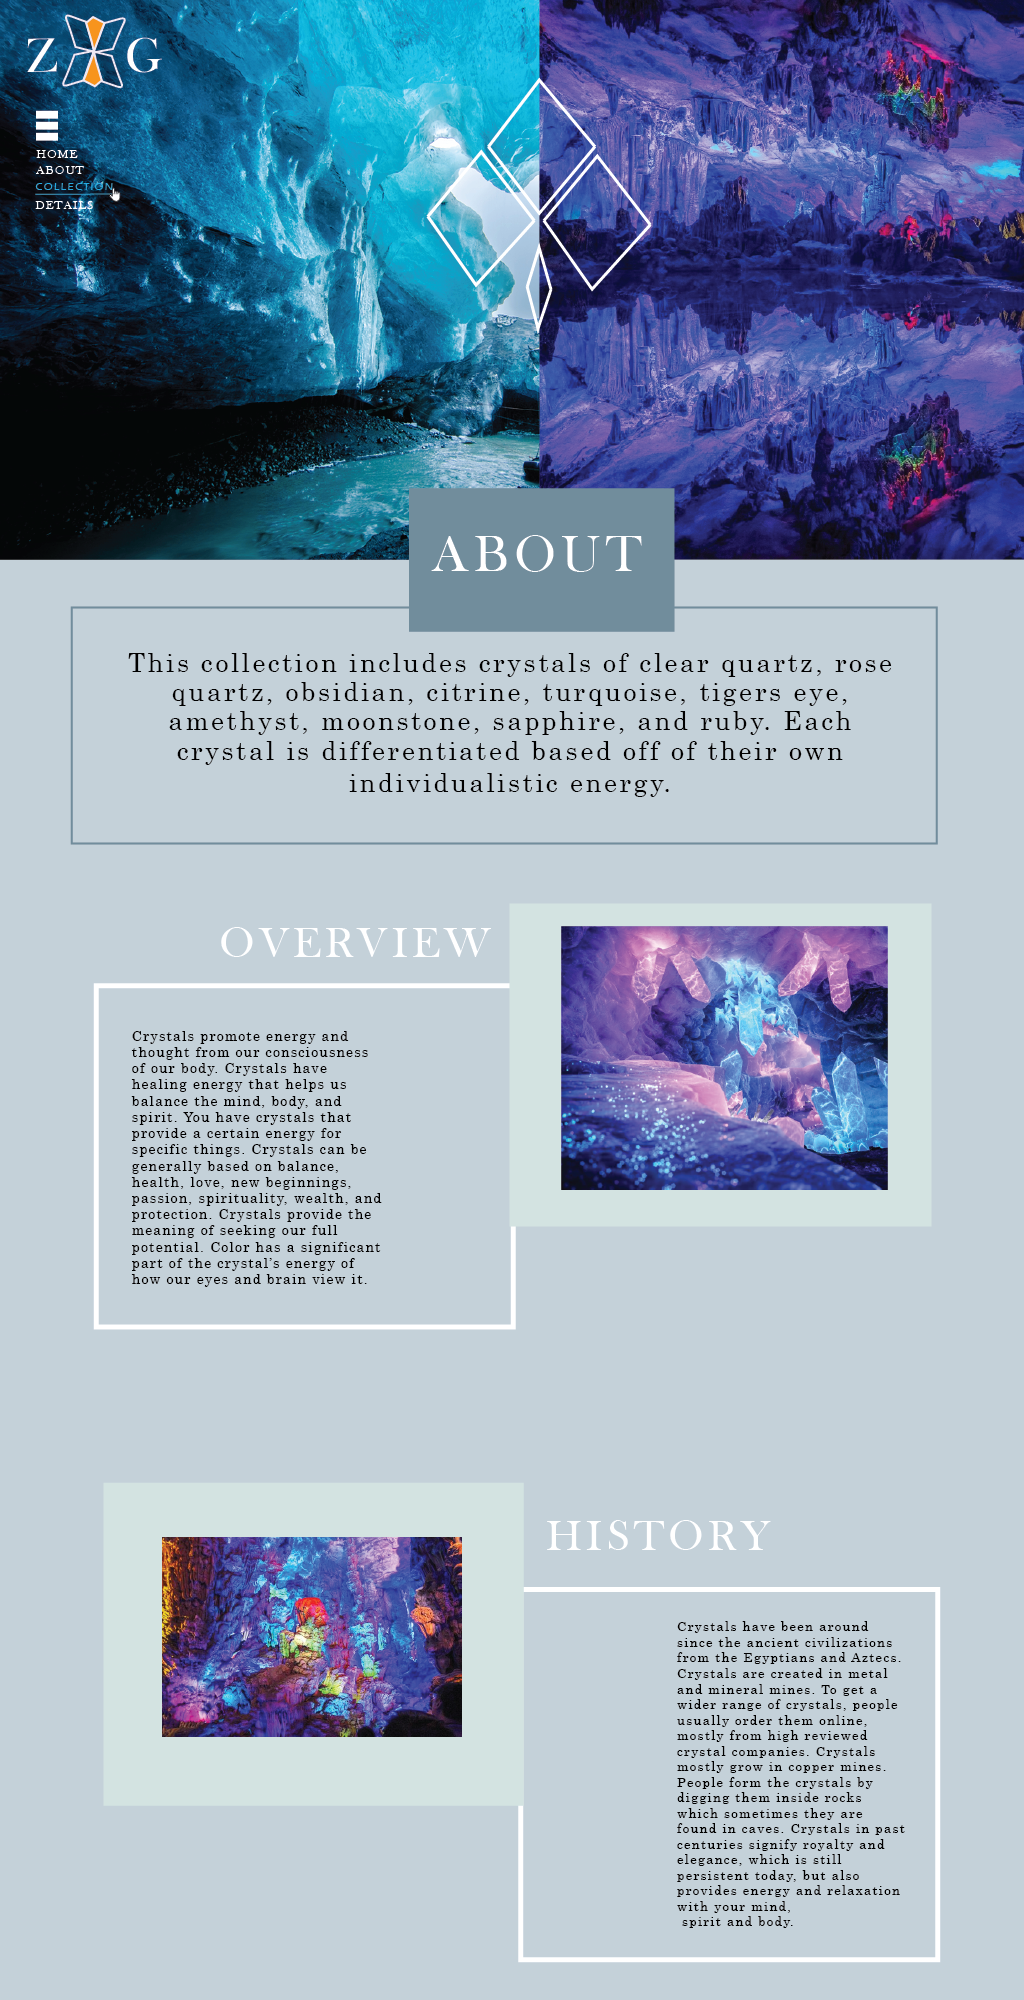 Z G
HOME
ABOUT
COLLECTION
DETAILS
ABOUT
This collection includes crystals of clear quartz, rose
quartz, obsidian, citrine, turquoise, tigers eye,
amethyst, moonstone, sapphire, and ruby. Each
crystal is differentiated based off of their own
individualistic energy.
OVERVIEW
Crystals promote energy and
thought from our consciousness
of our body. Crystals have
healing energy that helps us
balance the mind, body, and
spirit. You have crystals that
provide a certain energy for
specific things. Crystals can be
generally based on balance,
health, love, new beginnings,
passion, spirituality, wealth, and
protection. Crystals provide the
meaning of seeking our full
potential. Color has a significant
part of the crystal's energy of
how our eyes and brain view it.
HISTORY
Crystals have been around
since the ancient civilizations
from the Egyptians and Aztecs.
Crystals are created in metal
and mineral mines. To get a
wider range of crystals, people
usually order them online,
mostly from high reviewed
crystal companies. Crystals
mostly grow in copper mines.
People form the crystals by
digging them inside rocks
which sometimes they are
found in caves. Crystals in past
centuries signify royalty and
elegance, which is still
persistent today, but also
provides energy and relaxation
with your mind,
spirit and body.